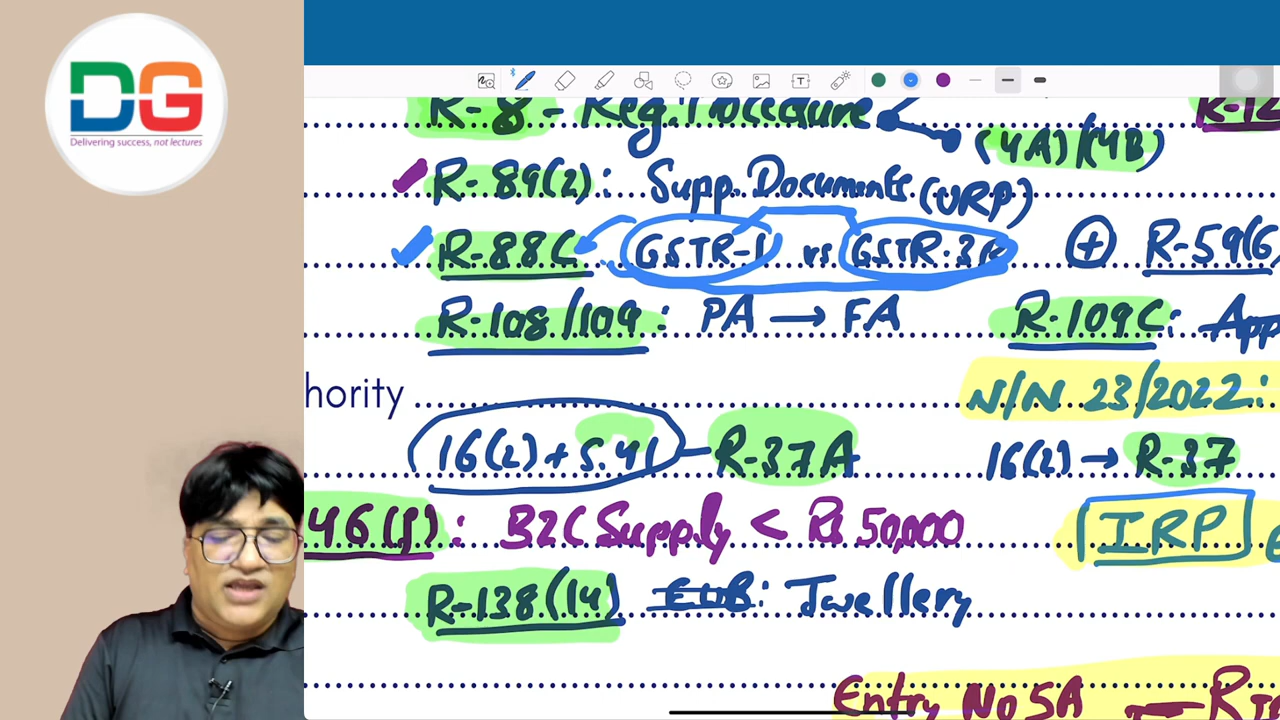 DG
Delivering success, not lectures
R-8 - Reg. Procedure
(4A)/(4B)
R-89(2): Supp. Documents (URP)
R-88C GSTR-1 vs GSTR-3B + R-59(6)
R-108/109: PA → FA R-109C:
hority N/N. 23/2022:
16(2) + S.41 - R-37A 16(2) → R-37
46(f): B2C Supply < Rs 50,000 IRP
R-138(14) EWB: Jwellery
Entry No 5A